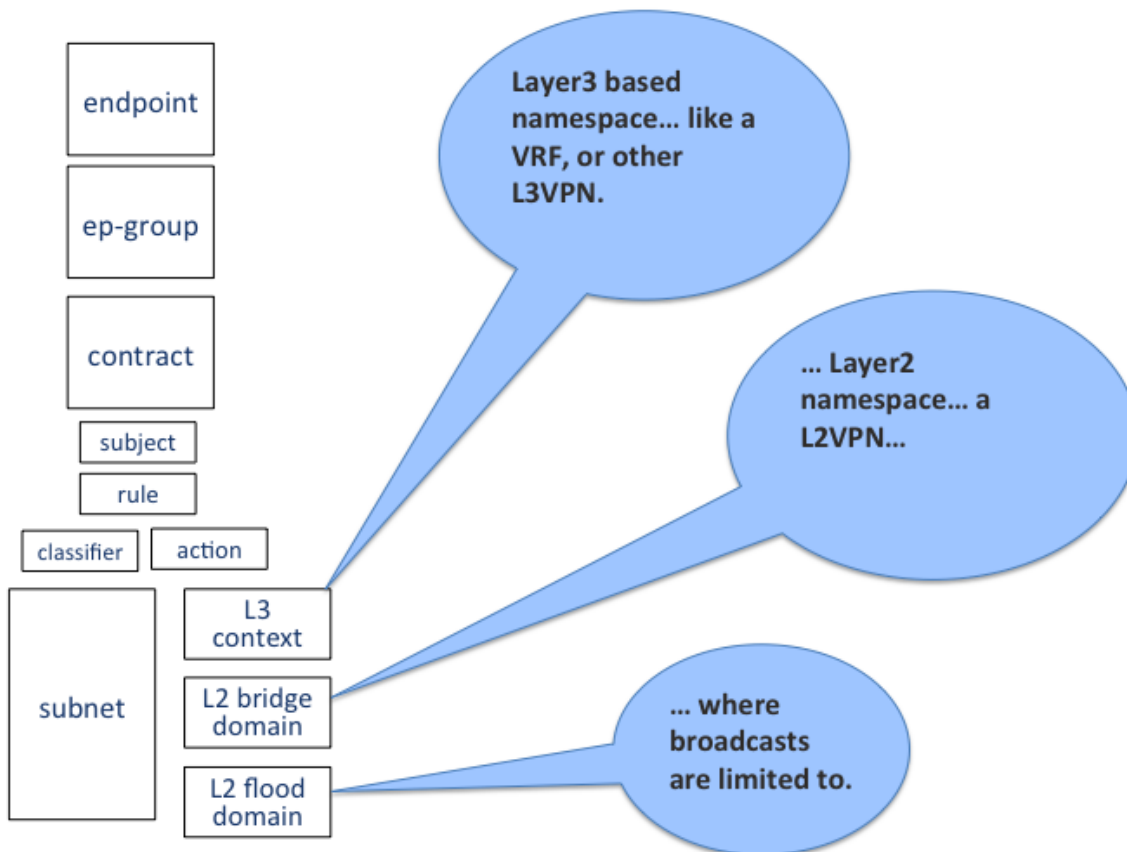 endpoint
ep-group
contract
subject
rule
classifier
action
subnet
L3
context
L2 bridge
domain
L2 flood
domain
Layer3 based
namespace... like a
VRF, or other
L3VPN.
... Layer2
namespace... a
L2VPN...
... where
broadcasts
are limited to.